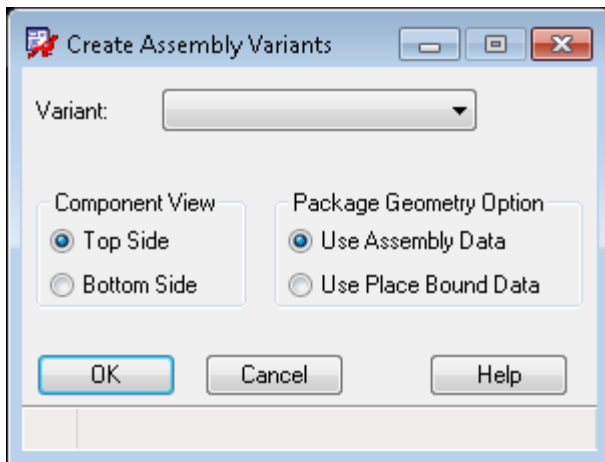 Create Assembly Variants
Variant:
Component View
Top Side
Bottom Side
Package Geometry Option
Use Assembly Data
Use Place Bound Data
OK
Cancel
Help